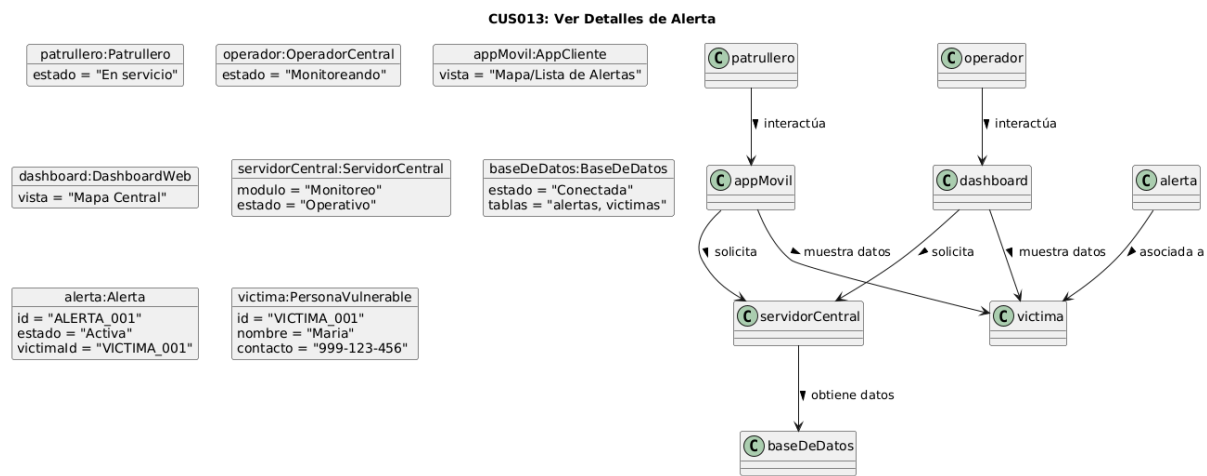 CUS013: Ver Detalles de Alerta
patrullero:Patrullero
estado = "En servicio"
operador:OperadorCentral
estado = "Monitoreando"
appMovil:AppCliente
vista = "Mapa/Lista de Alertas"
C patrullero
C operador
interactúa
interactúa
dashboard:DashboardWeb
vista = "Mapa Central"
servidorCentral:ServidorCentral
modulo = "Monitoreo"
estado = "Operativo"
baseDeDatos:BaseDeDatos
estado = "Conectada"
tablas = "alertas, victimas"
C appMovil
C dashboard
C alerta
solicita
muestra datos
solicita
muestra datos
asociada a
alerta:Alerta
id = "ALERTA_001"
estado = "Activa"
victimaId = "VICTIMA_001"
victima:PersonaVulnerable
id = "VICTIMA_001"
nombre = "Maria"
contacto = "999-123-456"
C servidorCentral
C victima
obtiene datos
C baseDeDatos